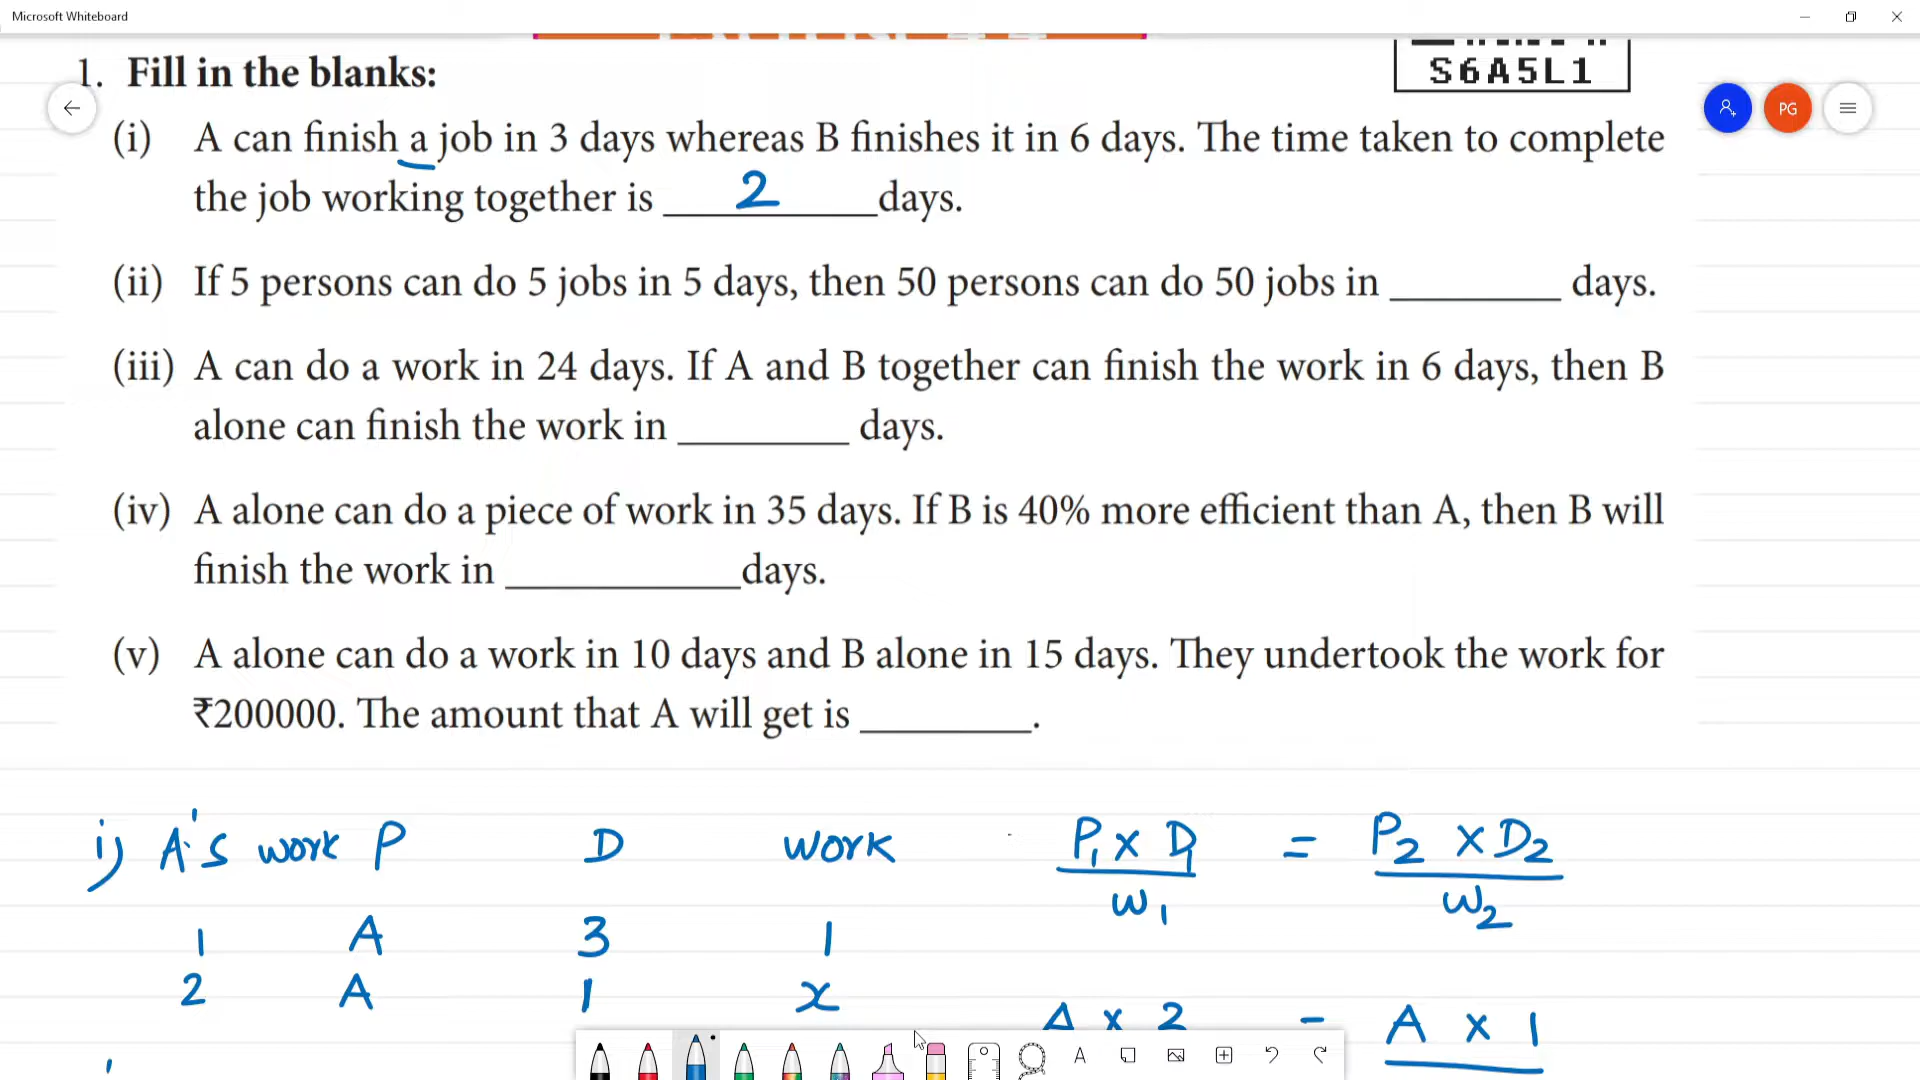 Microsoft Whiteboard
S6A5L1
1. Fill in the blanks:
PG
(i) A can finish a job in 3 days whereas B finishes it in 6 days. The time taken to complete
the job working together is 2 days.
(ii) If 5 persons can do 5 jobs in 5 days, then 50 persons can do 50 jobs in __________ days.
(iii) A can do a work in 24 days. If A and B together can finish the work in 6 days, then B
alone can finish the work in __________ days.
(iv) A alone can do a piece of work in 35 days. If B is 40% more efficient than A, then B will
finish the work in __________ days.
(v) A alone can do a work in 10 days and B alone in 15 days. They undertook the work for
₹200000. The amount that A will get is __________.
i) A's work P D work P₁ x D₁ = P₂ x D₂
w₁ w₂
1 A 3 1
2 A 1 x
A x 1
A